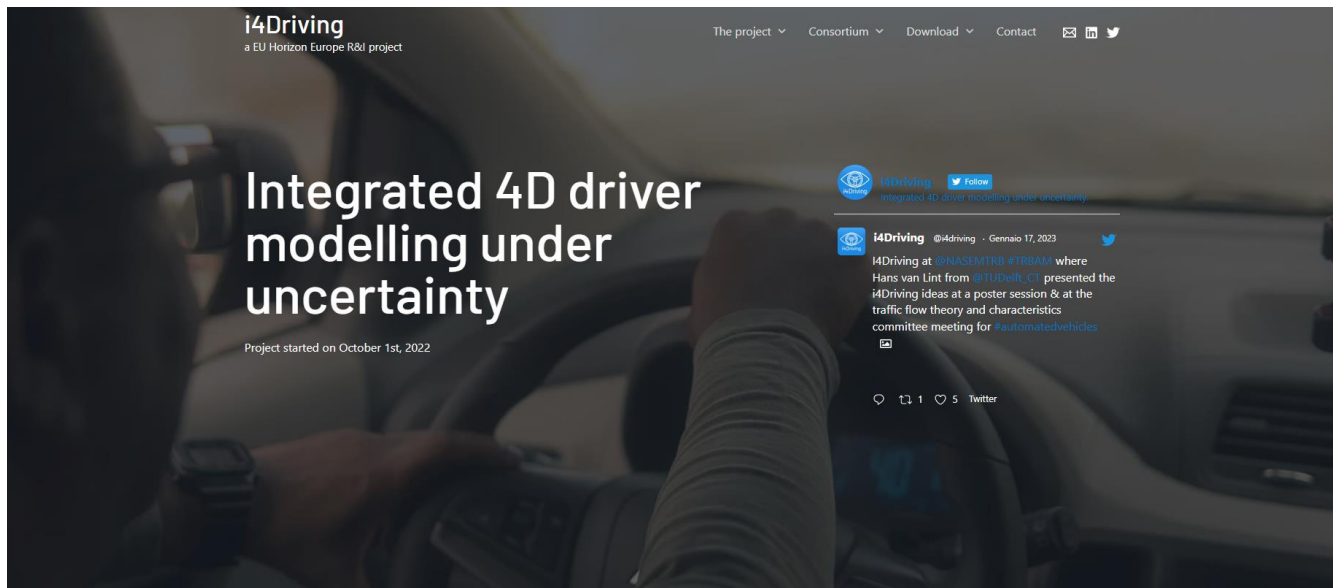 i4Driving
a EU Horizon Europe R&I project
The project
Consortium
Download
Contact
Integrated 4D driver
modelling under
uncertainty
Project started on October 1st, 2022
i4Driving
Follow
Integrated 4D driver modelling under uncertainty
i4Driving @i4driving · Gennaio 17, 2023
I4Driving at @NASEMTRB #TRBAM where
Hans van Lint from @TUDelft_CT presented the
i4Driving ideas at a poster session & at the
traffic flow theory and characteristics
committee meeting for #automatedvehicles
1 5 Twitter